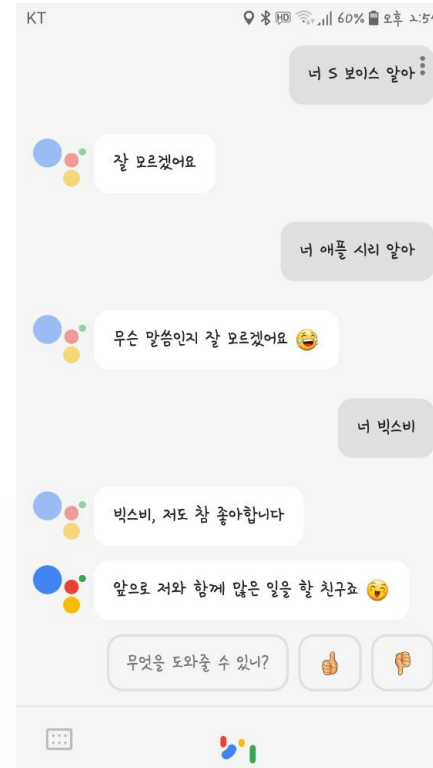 KT 60% 오후 2:54
너 S 보이스 알아
잘 모르겠어요
너 애플 시리 알아
무슨 말씀인지 잘 모르겠어요 😂
너 빅스비
빅스비, 저도 참 좋아합니다
앞으로 저와 함께 많은 일을 할 친구죠 😄
무엇을 도와줄 수 있니? 👍 👎